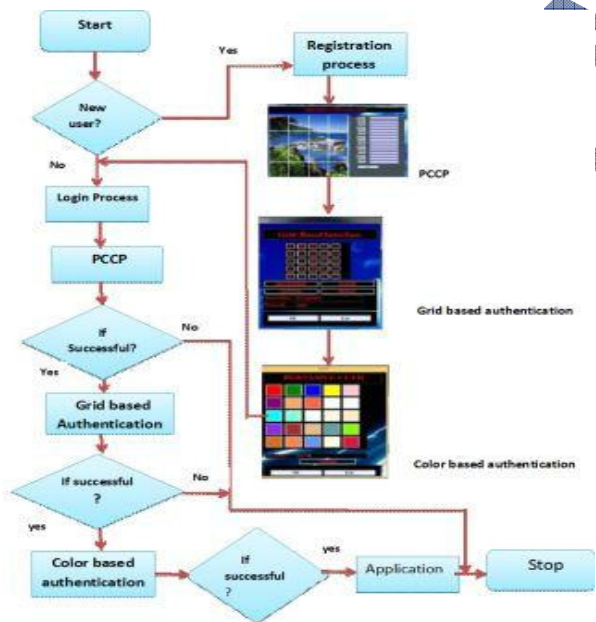 Start
Yes
Registration
process
New
user?
No
PCCP
Login Process
PCCP
Grid based authentication
If
Successful?
No
Yes
Grid based
Authentication
Color based authentication
If successful
?
No
yes
Color based
authentication
If
successful
?
yes
Application
Stop